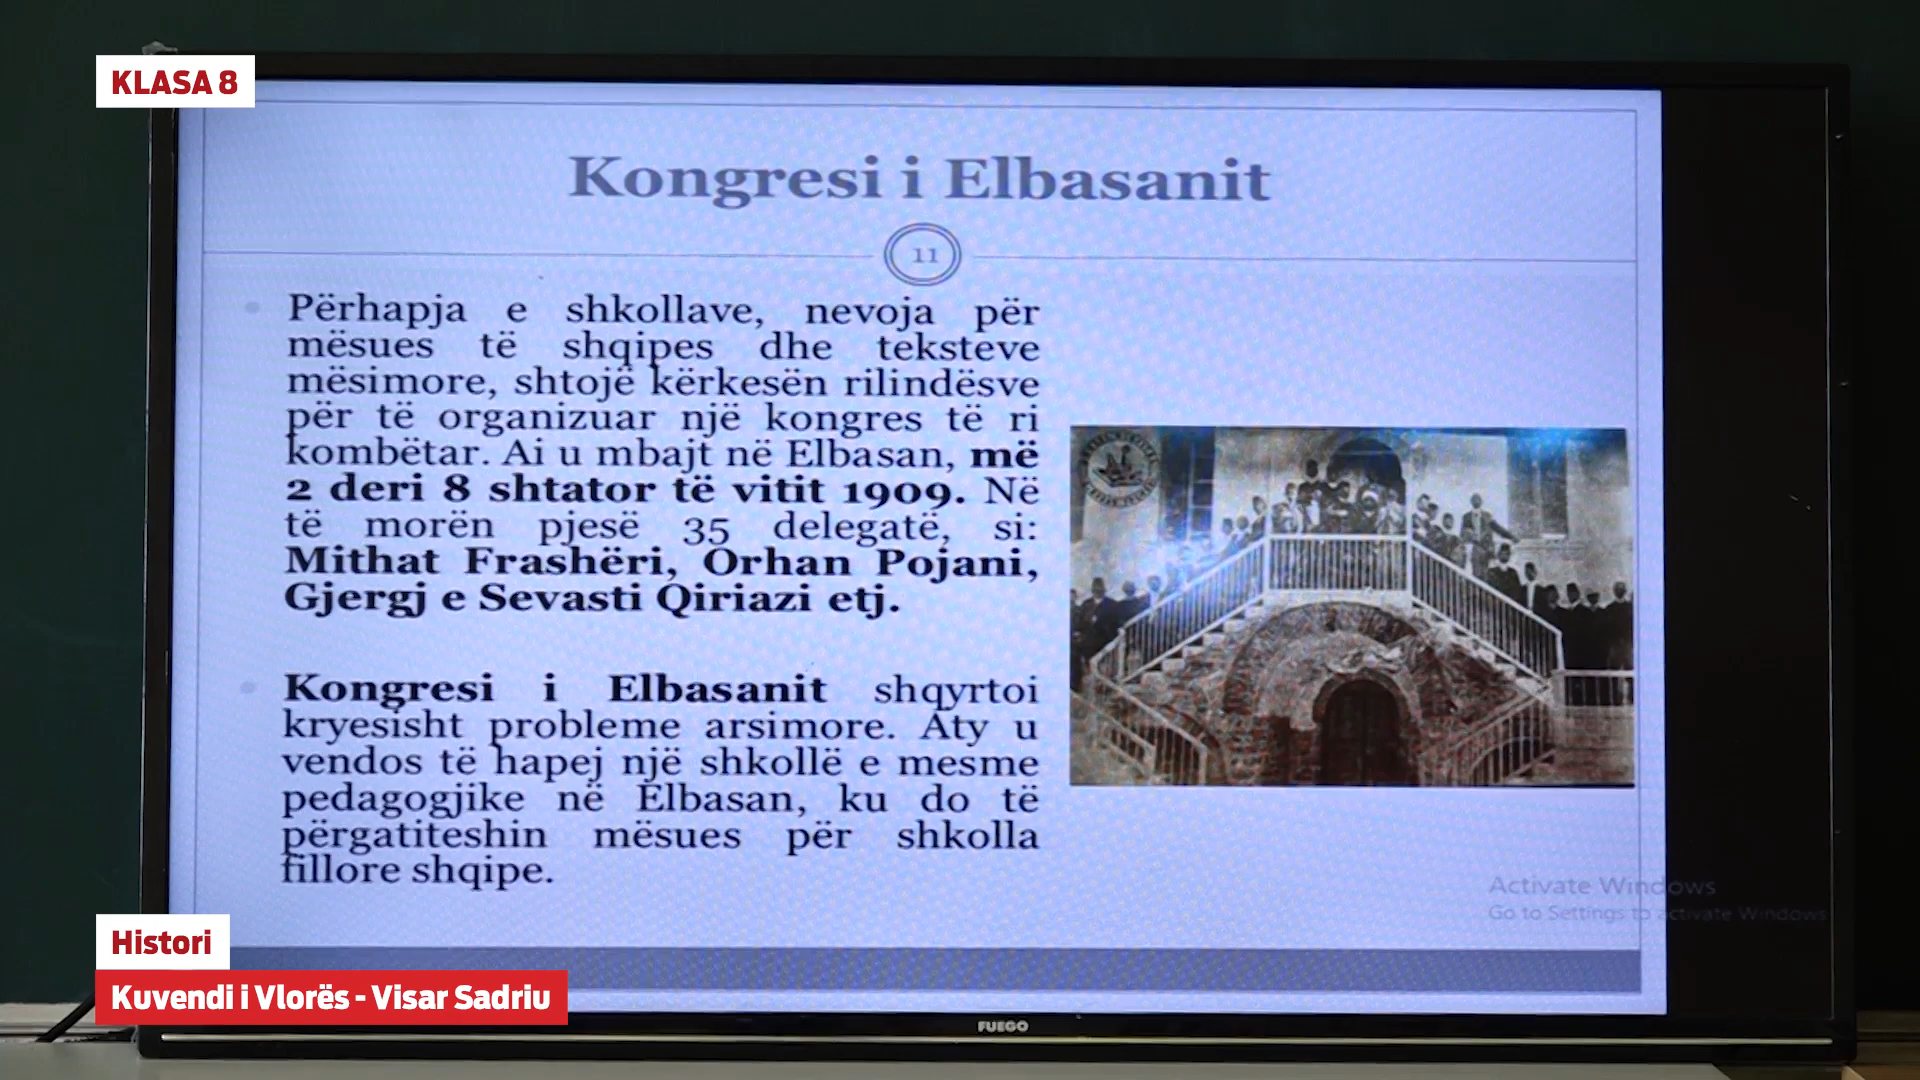 KLASA 8
Kongresi i Elbasanit
11
Përhapja e shkollave, nevoja për
mësues të shqipes dhe teksteve
mësimore, shtojë kërkesën rilindësve
për të organizuar një kongres të ri
kombëtar. Ai u mbajt në Elbasan, më
2 deri 8 shtator të vitit 1909. Në
të morën pjesë 35 delegatë, si:
Mithat Frashëri, Orhan Pojani,
Gjergj e Sevasti Qiriazi etj.
Kongresi i Elbasanit shqyrtoi
kryesisht probleme arsimore. Aty u
vendos të hapej një shkollë e mesme
pedagogjike në Elbasan, ku do të
përgatiteshin mësues për shkolla
fillore shqipe.
Activate Windows
Go to Settings to activate Windows
Histori
Kuvendi i Vlorës - Visar Sadriu
FUEGO